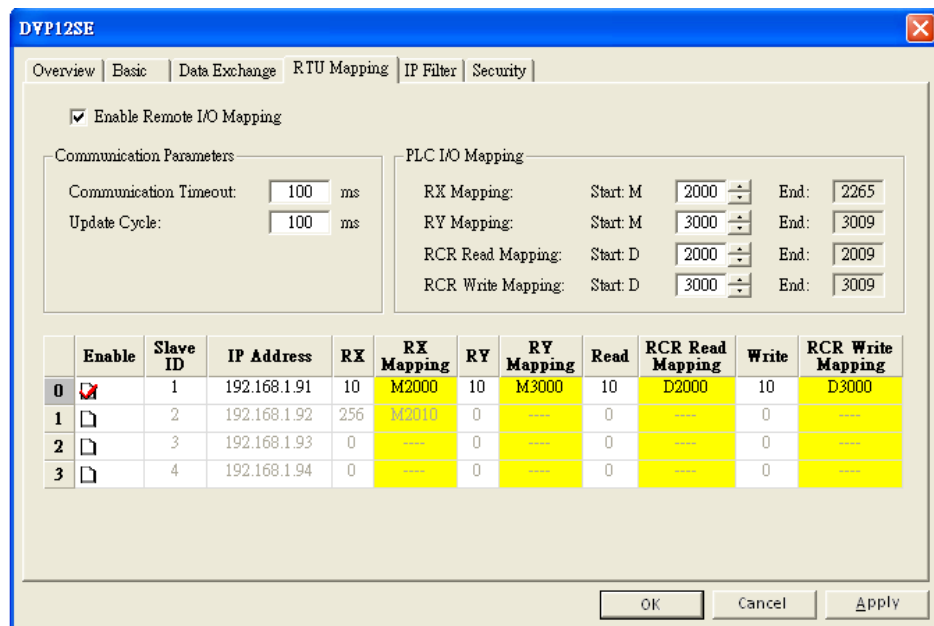 DVP12SE
Overview Basic Data Exchange RTU Mapping IP Filter Security
Enable Remote I/O Mapping
Communication Parameters
Communication Timeout: 100 ms
Update Cycle: 100 ms
PLC I/O Mapping
RX Mapping: Start: M 2000 End: 2265
RY Mapping: Start: M 3000 End: 3009
RCR Read Mapping: Start: D 2000 End: 2009
RCR Write Mapping: Start: D 3000 End: 3009
Enable Slave ID IP Address RX RX Mapping RY RY Mapping Read RCR Read Mapping Write RCR Write Mapping
0 1 192.168.1.91 10 M2000 10 M3000 10 D2000 10 D3000
1 2 192.168.1.92 256 M2010 0 ---- 0 ---- 0 ----
2 3 192.168.1.93 0 ---- 0 ---- 0 ---- 0 ----
3 4 192.168.1.94 0 ---- 0 ---- 0 ---- 0 ----
OK Cancel Apply